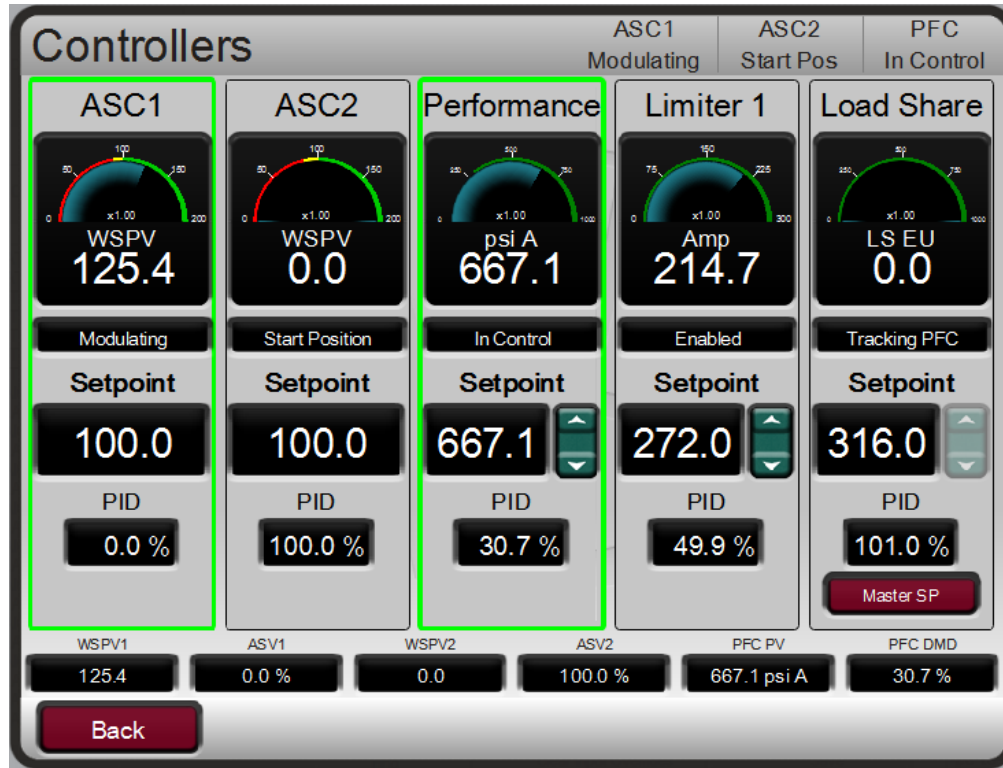 Controllers
ASC1 ASC2 PFC
Modulating Start Pos In Control
ASC1 ASC2 Performance Limiter 1 Load Share
0 50 100 150 200
0 50 100 150 200
0 250 500 750 1000
0 75 150 225 300
0 250 500 750 1000
x1.00 x1.00 x1.00 x1.00 x1.00
WSPV WSPV psi A Amp LS EU
125.4 0.0 667.1 214.7 0.0
Modulating Start Position In Control Enabled Tracking PFC
Setpoint Setpoint Setpoint Setpoint Setpoint
100.0 100.0 667.1 272.0 316.0
PID PID PID PID PID
0.0 % 100.0 % 30.7 % 49.9 % 101.0 %
Master SP
WSPV1 ASV1 WSPV2 ASV2 PFC PV PFC DMD
125.4 0.0 % 0.0 100.0 % 667.1 psi A 30.7 %
Back